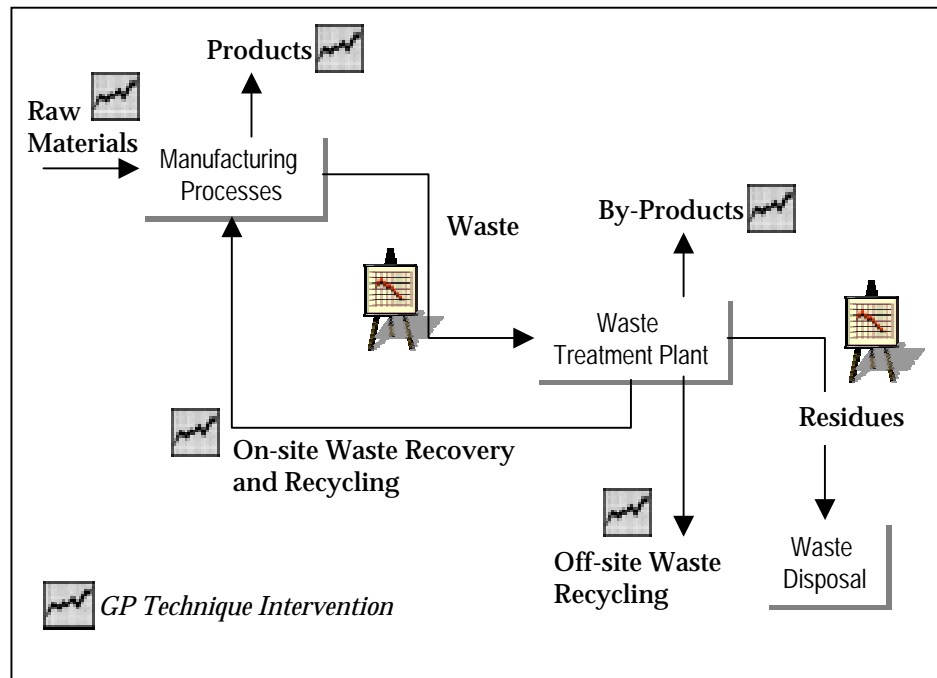 Products
Raw
Materials
Manufacturing
Processes
By-Products
Waste
Waste
Treatment Plant
Residues
On-site Waste Recovery
and Recycling
Off-site Waste
Recycling
Waste
Disposal
GP Technique Intervention